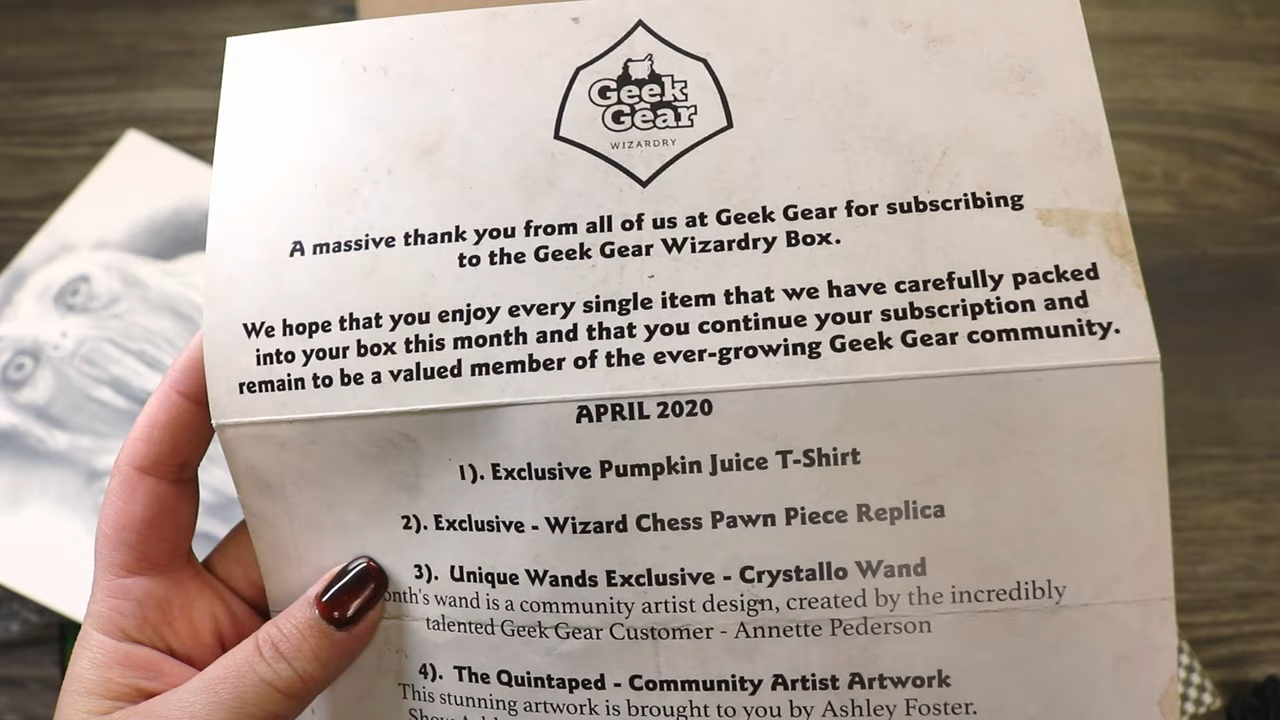 Geek
Gear
WIZARDRY
A massive thank you from all of us at Geek Gear for subscribing
to the Geek Gear Wizardry Box.
We hope that you enjoy every single item that we have carefully packed
into your box this month and that you continue your subscription and
remain to be a valued member of the ever-growing Geek Gear community.
APRIL 2020
1). Exclusive Pumpkin Juice T-Shirt
2). Exclusive - Wizard Chess Pawn Piece Replica
3). Unique Wands Exclusive - Crystallo Wand
onth's wand is a community artist design, created by the incredibly
talented Geek Gear Customer - Annette Pederson
4). The Quintaped - Community Artist Artwork
This stunning artwork is brought to you by Ashley Foster.